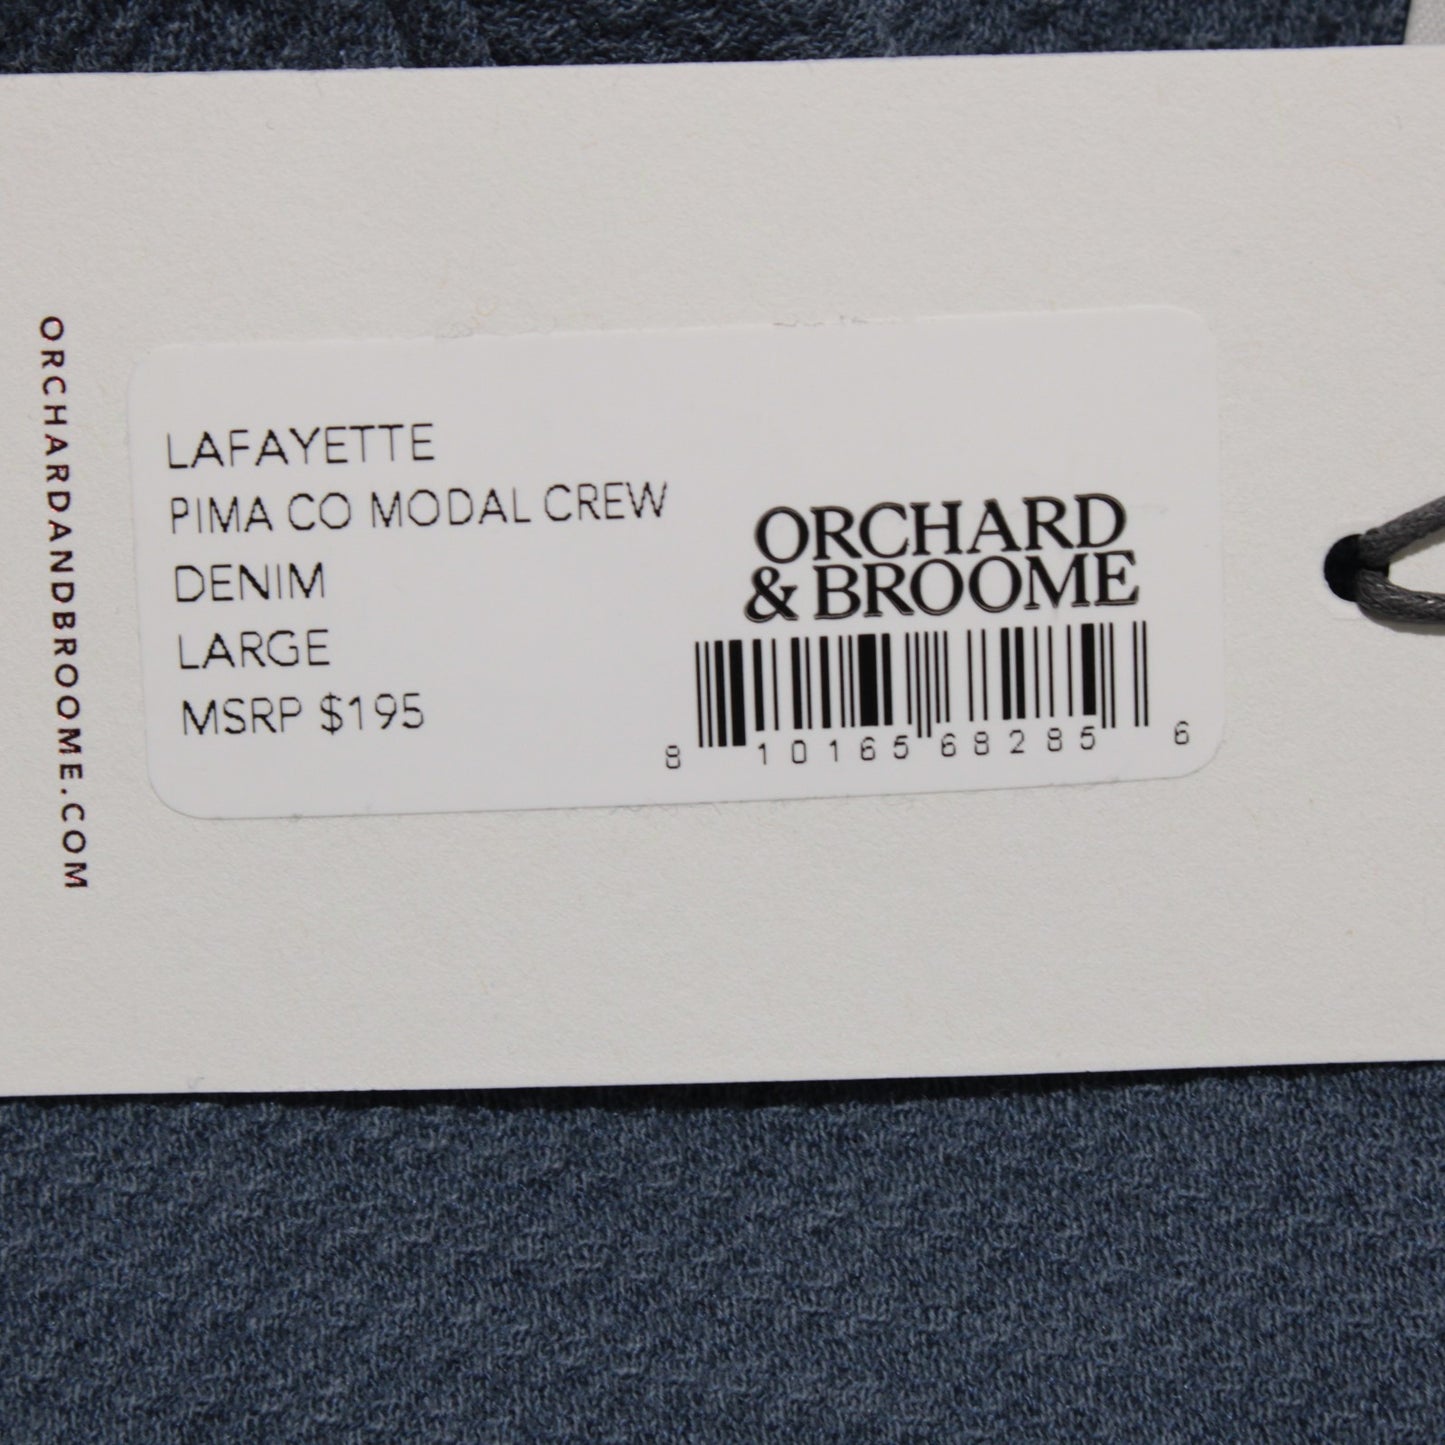 ORCHARDANDBROOME.COM
LAFAYETTE
PIMA CO MODAL CREW
DENIM
LARGE
MSRP $195
ORCHARD
& BROOME
8 10165 68285 6